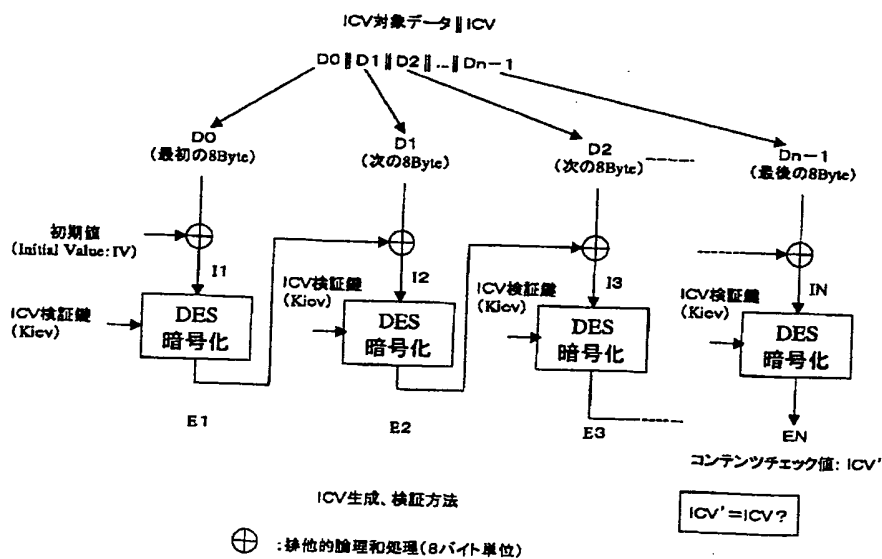 ICV対象データ‖ICV
D0‖D1‖D2‖...‖Dn－1
D0
(最初の8Byte)
D1
(次の8Byte)
D2
(次の8Byte)
Dn－1
(最後の8Byte)
初期値
(Initial Value: IV)
I1
I2
I3
IN
ICV検証鍵
(Kicv)
DES
暗号化
ICV検証鍵
(Kicv)
DES
暗号化
ICV検証鍵
(Kicv)
DES
暗号化
ICV検証鍵
(Kicv)
DES
暗号化
E1
E2
E3
EN
コンテンツチェック値: ICV'
ICV生成、検証方法
ICV'＝ICV?
⊕ :排他的論理和処理(8バイト単位)